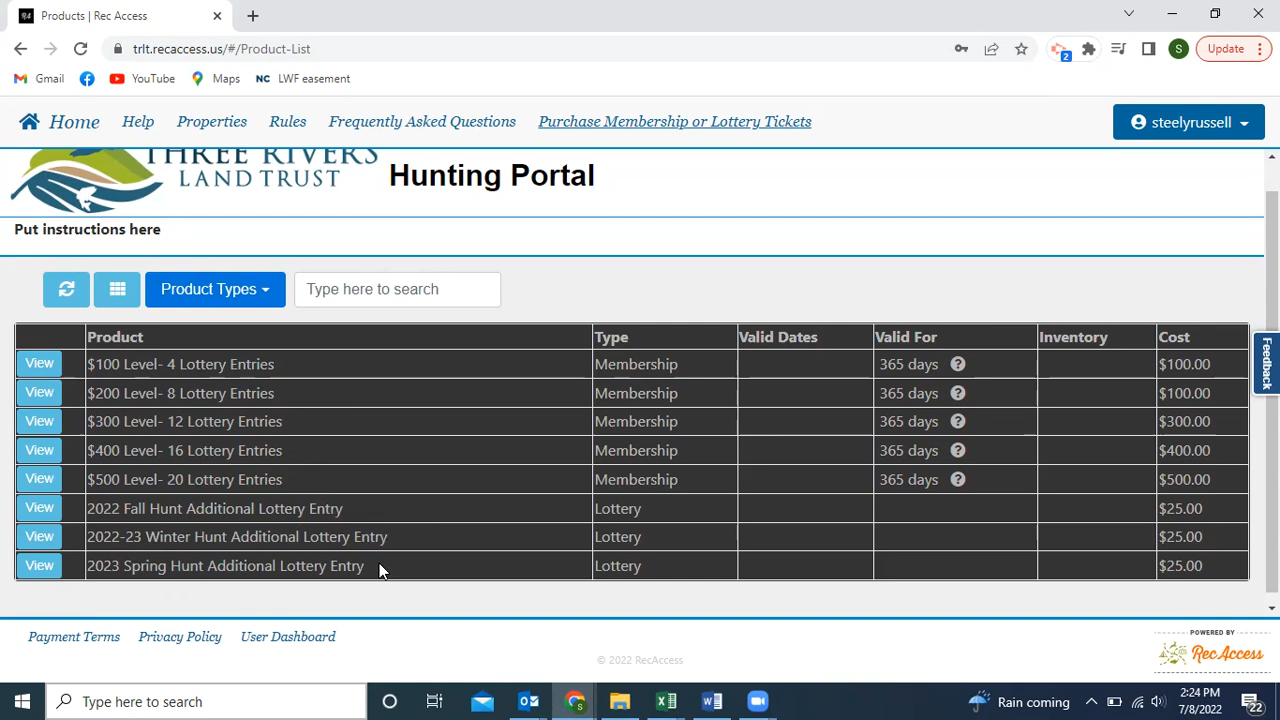 Products | Rec Access
trlt.recaccess.us/#/Product-List
2
S
Update
Gmail
YouTube
Maps
NC LWF easement
Home
Help
Properties
Rules
Frequently Asked Questions
Purchase Membership or Lottery Tickets
steelyrussell
THREE RIVERS
LAND TRUST
Hunting Portal
Put instructions here
Product Types
Type here to search
Product Type Valid Dates Valid For Inventory Cost
View $100 Level- 4 Lottery Entries Membership 365 days ? $100.00
View $200 Level- 8 Lottery Entries Membership 365 days ? $100.00
View $300 Level- 12 Lottery Entries Membership 365 days ? $300.00
View $400 Level- 16 Lottery Entries Membership 365 days ? $400.00
View $500 Level- 20 Lottery Entries Membership 365 days ? $500.00
View 2022 Fall Hunt Additional Lottery Entry Lottery $25.00
View 2022-23 Winter Hunt Additional Lottery Entry Lottery $25.00
View 2023 Spring Hunt Additional Lottery Entry Lottery $25.00
Feedback
Payment Terms
Privacy Policy
User Dashboard
POWERED BY
RecAccess
© 2022 RecAccess
Type here to search
Rain coming
2:24 PM
7/8/2022
22